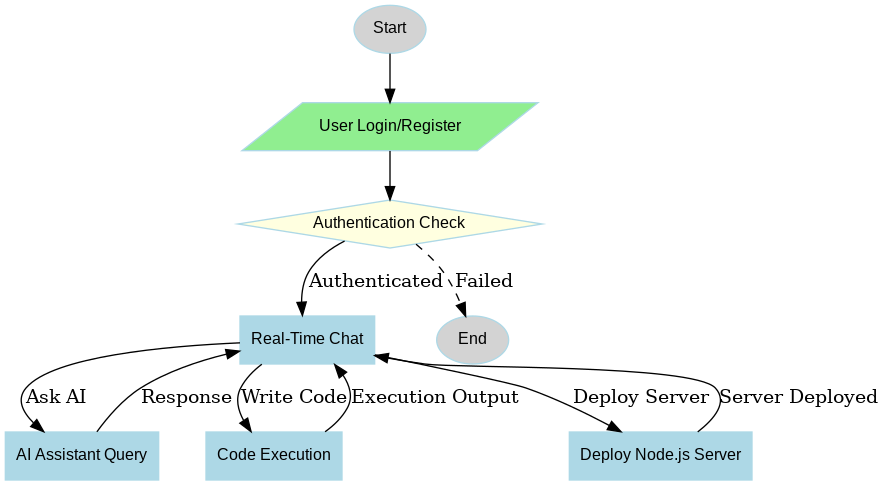 Start
User Login/Register
Authentication Check
Authenticated
Failed
Real-Time Chat
End
Ask AI
Response
Write Code
Execution Output
Deploy Server
Server Deployed
AI Assistant Query
Code Execution
Deploy Node.js Server